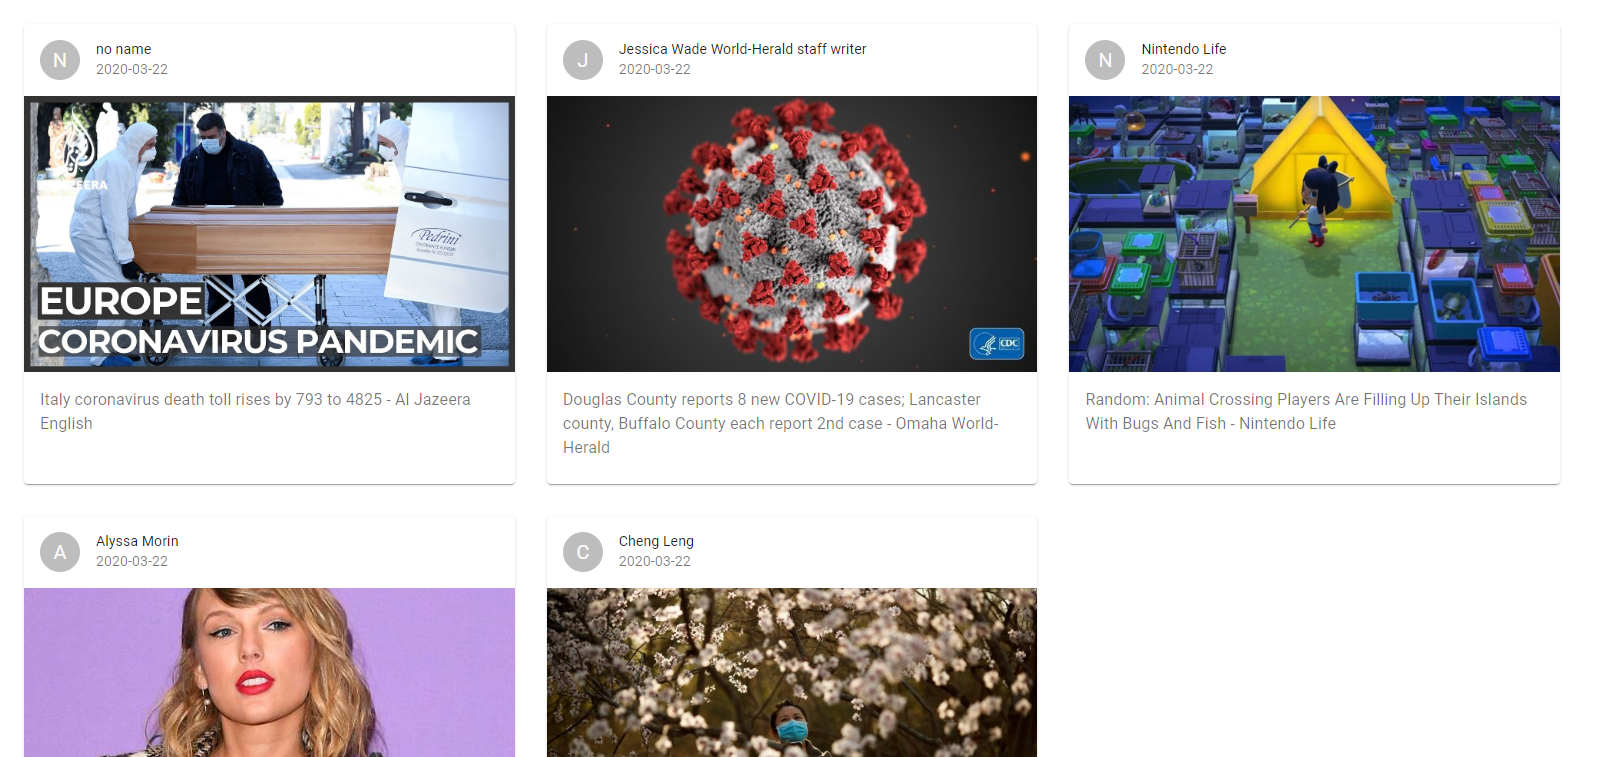 N
no name
2020-03-22
J
Jessica Wade World-Herald staff writer
2020-03-22
N
Nintendo Life
2020-03-22
EUROPE
CORONAVIRUS PANDEMIC
Pedrini
CDC
Italy coronavirus death toll rises by 793 to 4825 - Al Jazeera
English
Douglas County reports 8 new COVID-19 cases; Lancaster
county, Buffalo County each report 2nd case - Omaha World-
Herald
Random: Animal Crossing Players Are Filling Up Their Islands
With Bugs And Fish - Nintendo Life
A
Alyssa Morin
2020-03-22
C
Cheng Leng
2020-03-22